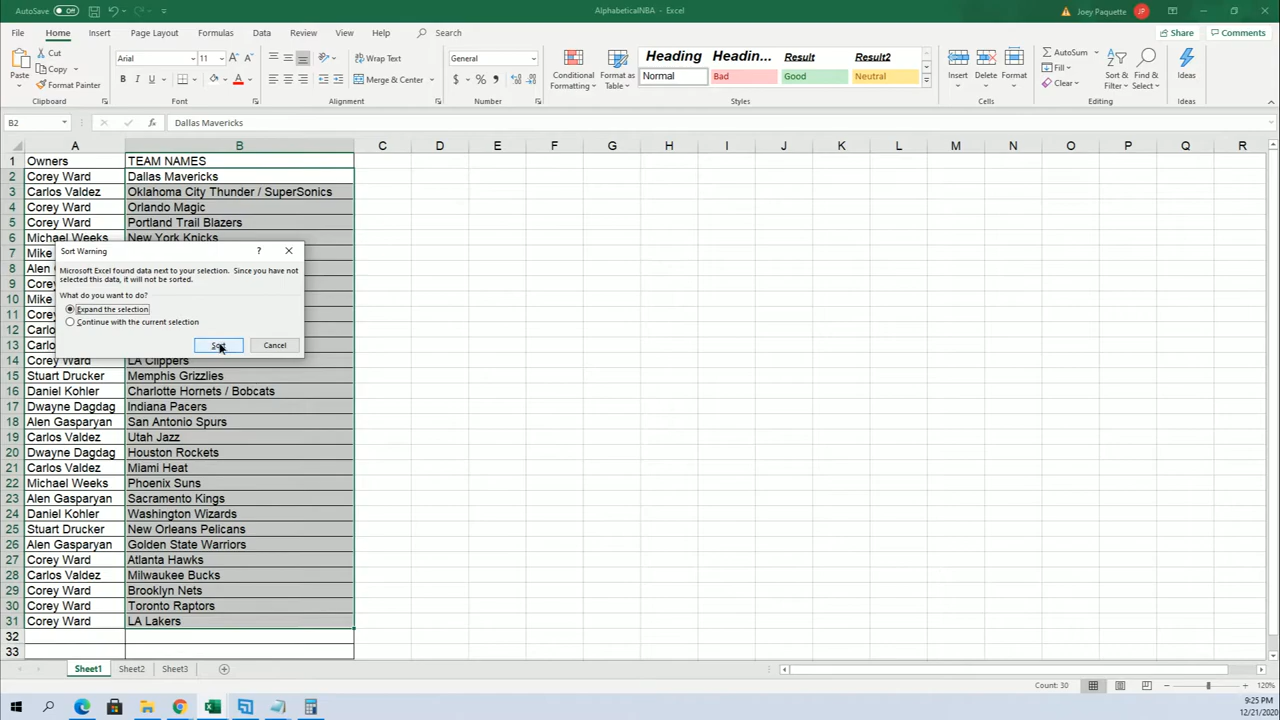 AutoSave Off AlphabeticalNBA - Excel Joey Paquette JP
File Home Insert Page Layout Formulas Data Review View Help Search Share Comments
Paste Cut Copy Format Painter Clipboard
Arial 11 A A B I U A Font
ab Wrap Text Merge & Center Alignment
General $ % , Number
Conditional Formatting Format as Table
Heading Headin... Result Result2
Normal Bad Good Neutral
Styles
Insert Delete Format Cells
AutoSum Fill Clear Sort & Filter Find & Select Editing
Ideas Ideas
B2 fx Dallas Mavericks
A B C D E F G H I J K L M N O P Q R
1 Owners TEAM NAMES
2 Corey Ward Dallas Mavericks
3 Carlos Valdez Oklahoma City Thunder / SuperSonics
4 Corey Ward Orlando Magic
5 Corey Ward Portland Trail Blazers
6 Michael Weeks New York Knicks
7 Mike
8 Alen
9 Core
10 Mike
11 Core
12 Carlo
13 Carlo
Sort Warning ? ×
Microsoft Excel found data next to your selection. Since you have not
selected this data, it will not be sorted.
What do you want to do?
Expand the selection
Continue with the current selection
Sort Cancel
14 Corey Ward LA Clippers
15 Stuart Drucker Memphis Grizzlies
16 Daniel Kohler Charlotte Hornets / Bobcats
17 Dwayne Dagdag Indiana Pacers
18 Alen Gasparyan San Antonio Spurs
19 Carlos Valdez Utah Jazz
20 Dwayne Dagdag Houston Rockets
21 Carlos Valdez Miami Heat
22 Michael Weeks Phoenix Suns
23 Alen Gasparyan Sacramento Kings
24 Daniel Kohler Washington Wizards
25 Stuart Drucker New Orleans Pelicans
26 Alen Gasparyan Golden State Warriors
27 Corey Ward Atlanta Hawks
28 Carlos Valdez Milwaukee Bucks
29 Corey Ward Brooklyn Nets
30 Corey Ward Toronto Raptors
31 Corey Ward LA Lakers
32
33
Sheet1 Sheet2 Sheet3
Count: 30 120%
9:25 PM
12/21/2020